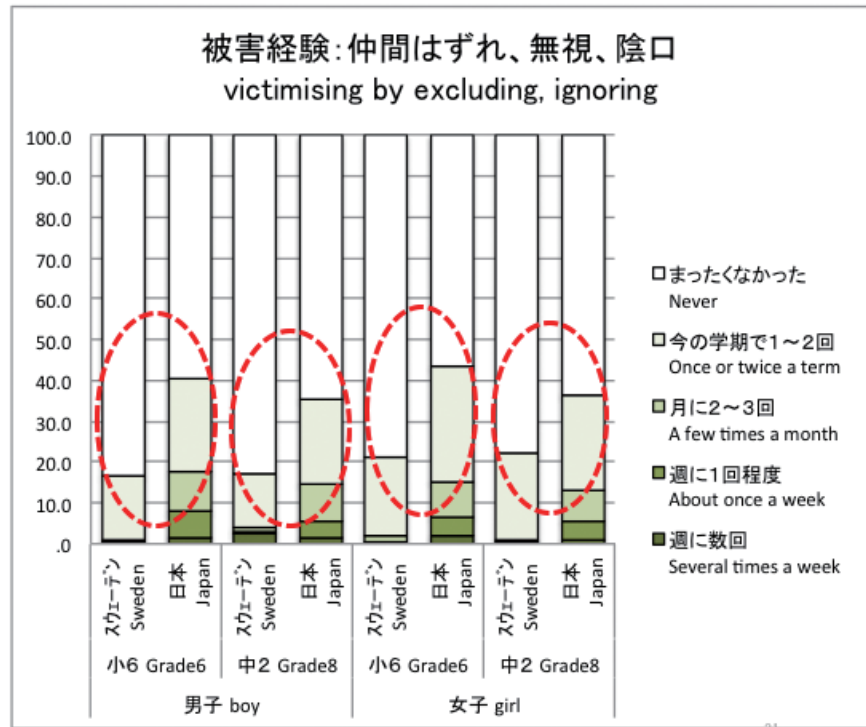 被害経験：仲間はずれ、無視、陰口
victimising by excluding, ignoring
100.0
90.0
80.0
70.0
60.0
50.0
40.0
30.0
20.0
10.0
.0
まったくなかった
Never
今の学期で1～2回
Once or twice a term
月に2～3回
A few times a month
週に1回程度
About once a week
週に数回
Several times a week
スウェーデン
Sweden
日本
Japan
スウェーデン
Sweden
日本
Japan
スウェーデン
Sweden
日本
Japan
スウェーデン
Sweden
日本
Japan
小6 Grade6
中2 Grade8
小6 Grade6
中2 Grade8
男子 boy
女子 girl